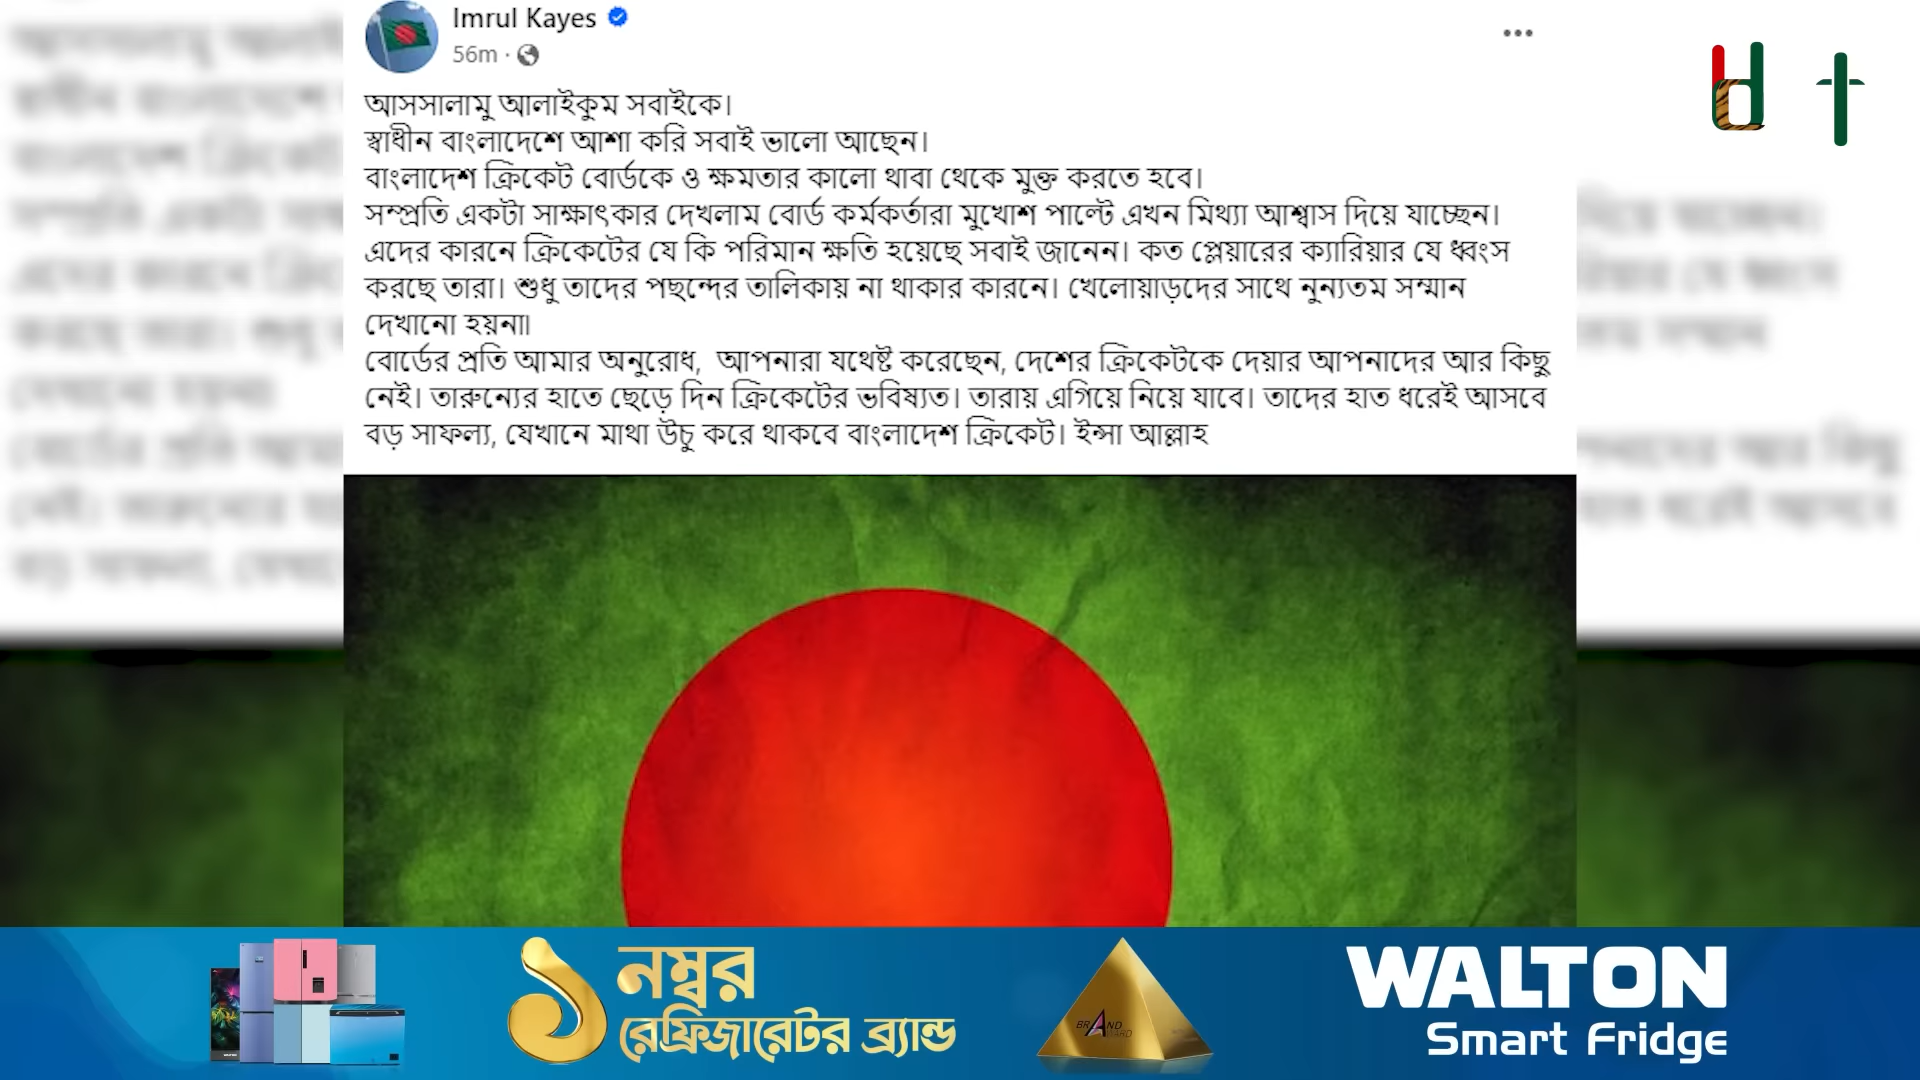 Imrul Kayes
56m
আসসালামু আলাইকুম সবাইকে।
স্বাধীন বাংলাদেশে আশা করি সবাই ভালো আছেন।
বাংলাদেশ ক্রিকেট বোর্ডকে ও ক্ষমতার কালো থাবা থেকে মুক্ত করতে হবে।
সম্প্রতি একটা সাক্ষাৎকার দেখলাম বোর্ড কর্মকর্তারা মুখোশ পাল্টে এখন মিথ্যা আশ্বাস দিয়ে যাচ্ছেন।
এদের কারনে ক্রিকেটের যে কি পরিমান ক্ষতি হয়েছে সবাই জানেন। কত প্লেয়ারের ক্যারিয়ার যে ধ্বংস
করছে তারা। শুধু তাদের পছন্দের তালিকায় না থাকার কারনে। খেলোয়াড়দের সাথে নুন্যতম সম্মান
দেখানো হয়না৷
বোর্ডের প্রতি আমার অনুরোধ, আপনারা যথেষ্ট করেছেন, দেশের ক্রিকেটকে দেয়ার আপনাদের আর কিছু
নেই। তারুন্যের হাতে ছেড়ে দিন ক্রিকেটের ভবিষ্যত। তারায় এগিয়ে নিয়ে যাবে। তাদের হাত ধরেই আসবে
বড় সাফল্য, যেখানে মাথা উচু করে থাকবে বাংলাদেশ ক্রিকেট। ইন্সা আল্লাহ
১ নম্বর
রেফ্রিজারেটর ব্র্যান্ড
BRAND
AWARD
WALTON
Smart Fridge